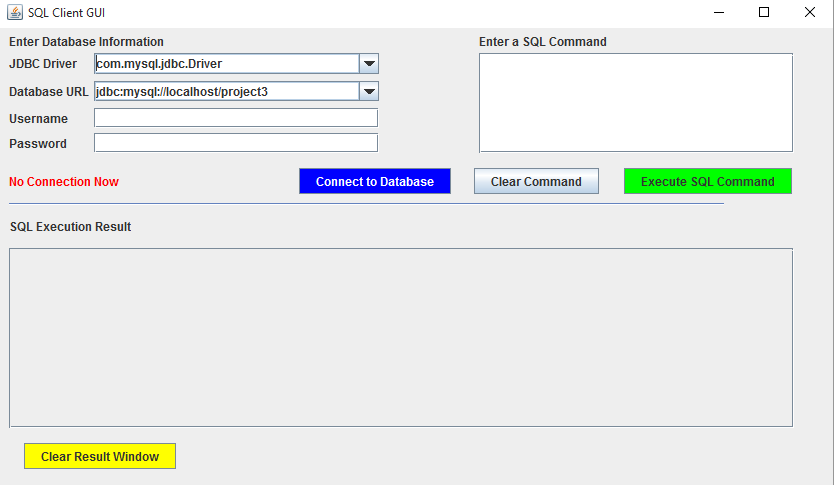 SQL Client GUI
Enter Database Information
JDBC Driver
com.mysql.jdbc.Driver
Database URL
jdbc:mysql://localhost/project3
Username
Password
Enter a SQL Command
No Connection Now
Connect to Database
Clear Command
Execute SQL Command
SQL Execution Result
Clear Result Window